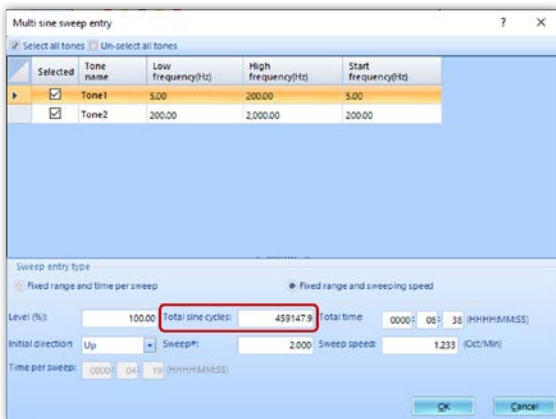 Multi sine sweep entry ? ×
Select all tones Un-select all tones
Selected Tone name Low frequency(Hz) High frequency(Hz) Start frequency(Hz)
Tone1 5.00 200.00 5.00
Tone2 200.00 2,000.00 200.00
Sweep entry type
Fixed range and time per sweep Fixed range and sweeping speed
Level (%): 100.00 Total sine cycles: 459147.9 Total time: 0000: 08: 38 (HHHH:MM:SS)
Initial direction: Up Sweep#: 2.000 Sweep speed: 1.233 (Oct/Min)
Time per sweep: 0000: 04: 19 (HHHH:MM:SS)
OK Cancel